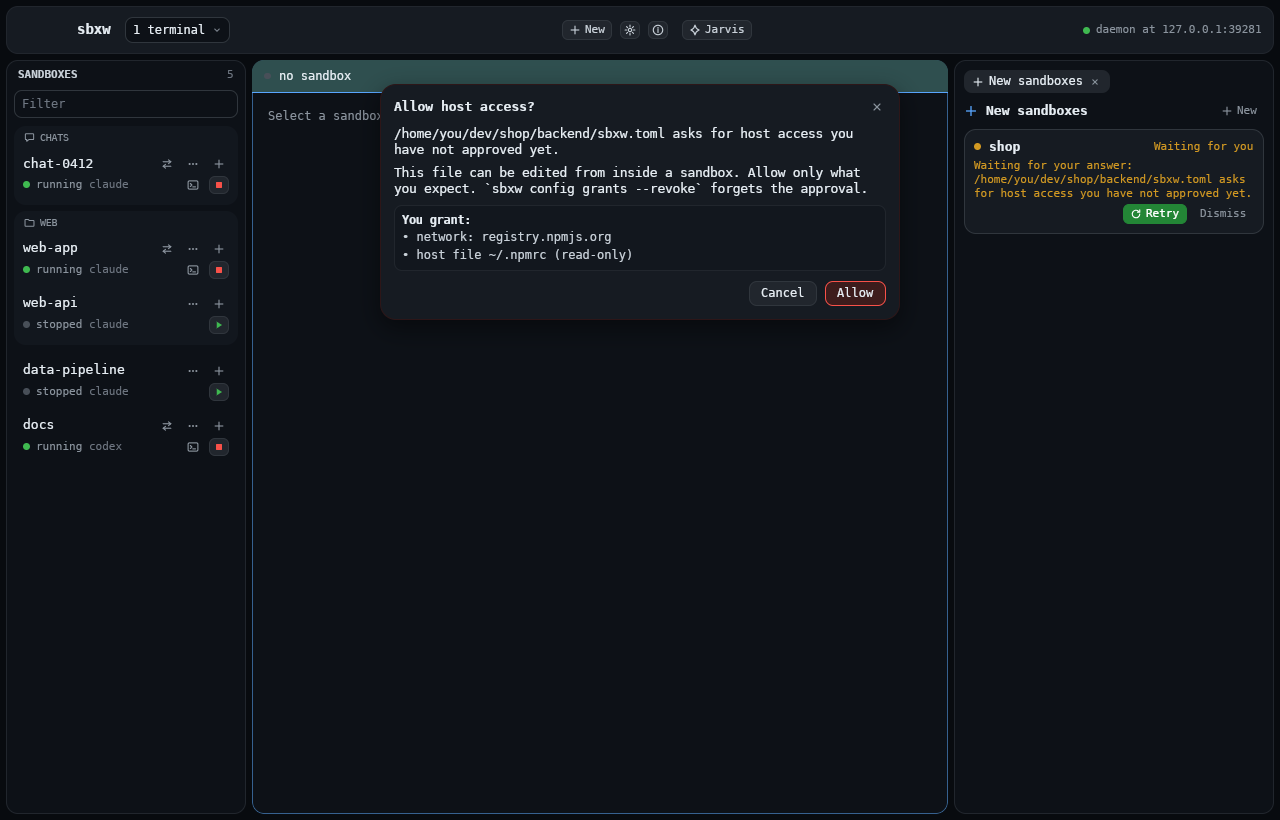 sbxw
1 terminal
New
Jarvis
daemon at 127.0.0.1:39281
SANDBOXES 5
Filter
CHATS
chat-0412
running claude
WEB
web-app
running claude
web-api
stopped claude
data-pipeline
stopped claude
docs
running codex
no sandbox
Select a sandbox
Allow host access?
/home/you/dev/shop/backend/sbxw.toml asks for host access you
have not approved yet.
This file can be edited from inside a sandbox. Allow only what
you expect. `sbxw config grants --revoke` forgets the approval.
You grant:
• network: registry.npmjs.org
• host file ~/.npmrc (read-only)
Cancel Allow
New sandboxes
New sandboxes New
shop Waiting for you
Waiting for your answer:
/home/you/dev/shop/backend/sbxw.toml asks
for host access you have not approved yet.
Retry Dismiss